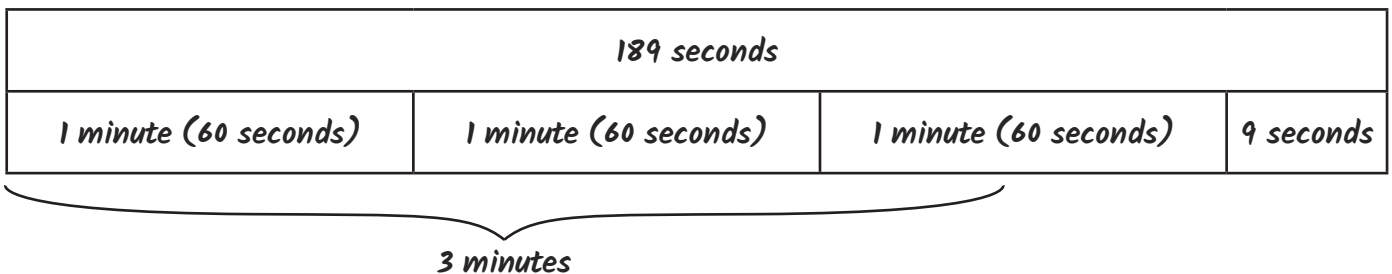 189 seconds
1 minute (60 seconds) 1 minute (60 seconds) 1 minute (60 seconds) 9 seconds
3 minutes